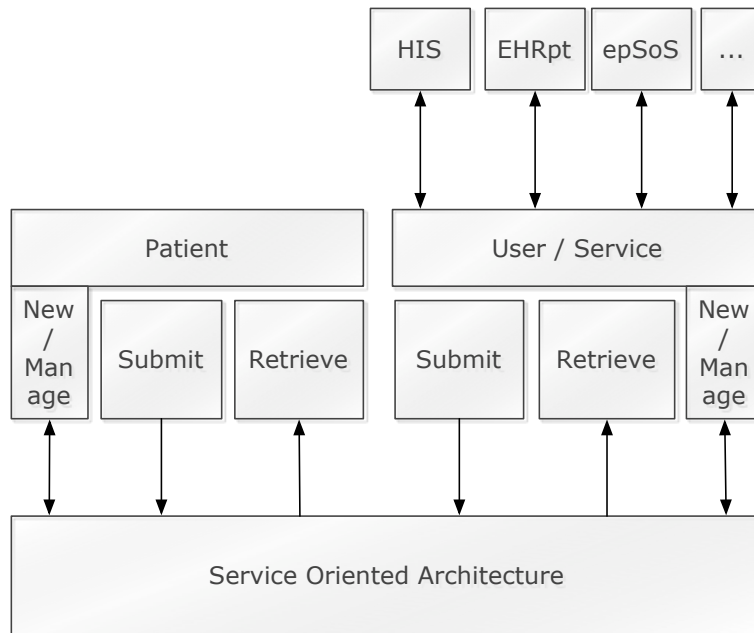 HIS
EHRpt
epSoS
...
Patient
User / Service
New
/
Man
age
Submit
Retrieve
Submit
Retrieve
New
/
Man
age
Service Oriented Architecture